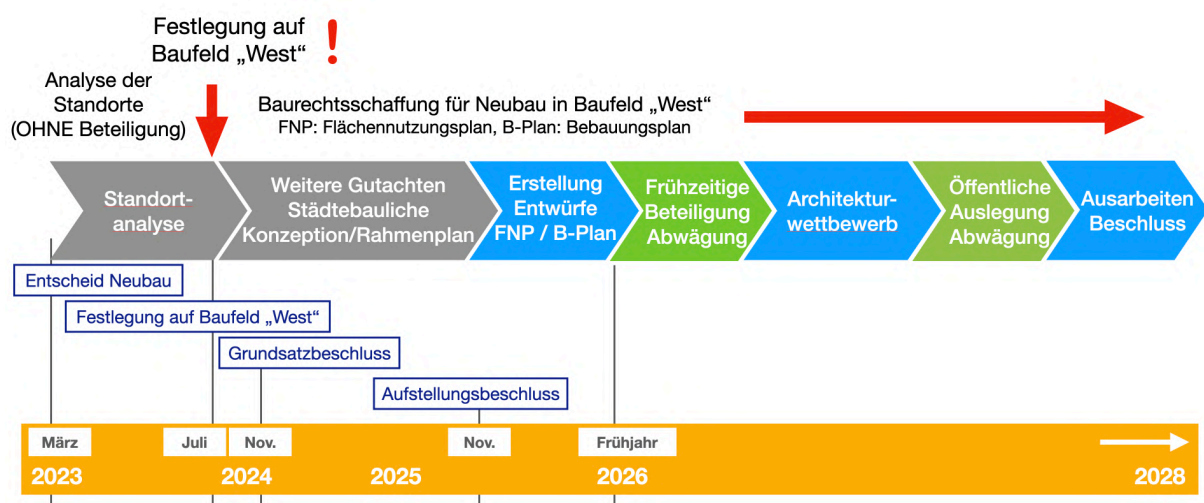 Festlegung auf
Baufeld „West“
!
Analyse der
Standorte
(OHNE Beteiligung)
Baurechtsschaffung für Neubau in Baufeld „West“
FNP: Flächennutzungsplan, B-Plan: Bebauungsplan
Standort-
analyse
Weitere Gutachten
Städtebauliche
Konzeption/Rahmenplan
Erstellung
Entwürfe
FNP / B-Plan
Frühzeitige
Beteiligung
Abwägung
Architektur-
wettbewerb
Öffentliche
Auslegung
Abwägung
Ausarbeiten
Beschluss
Entscheid Neubau
Festlegung auf Baufeld „West“
Grundsatzbeschluss
Aufstellungsbeschluss
März
Juli
Nov.
Nov.
Frühjahr
2023
2024
2025
2026
2028